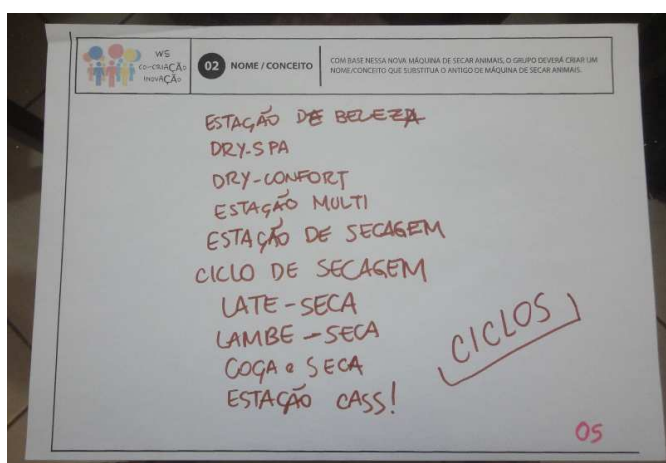 WS
CO-CRIAÇÃO
INOVAÇÃO
02 NOME / CONCEITO
COM BASE NESSA NOVA MÁQUINA DE SECAR ANIMAIS, O GRUPO DEVERÁ CRIAR UM
NOME/CONCEITO QUE SUBSTITUA O ANTIGO DE MÁQUINA DE SECAR ANIMAIS.
ESTAÇÃO DE BELEZA
DRY-SPA
DRY-CONFORT
ESTAÇÃO MULTI
ESTAÇÃO DE SECAGEM
CICLO DE SECAGEM
LATE-SECA
LAMBE-SECA
COÇA e SECA
ESTAÇÃO CASS!
CICLOS
05